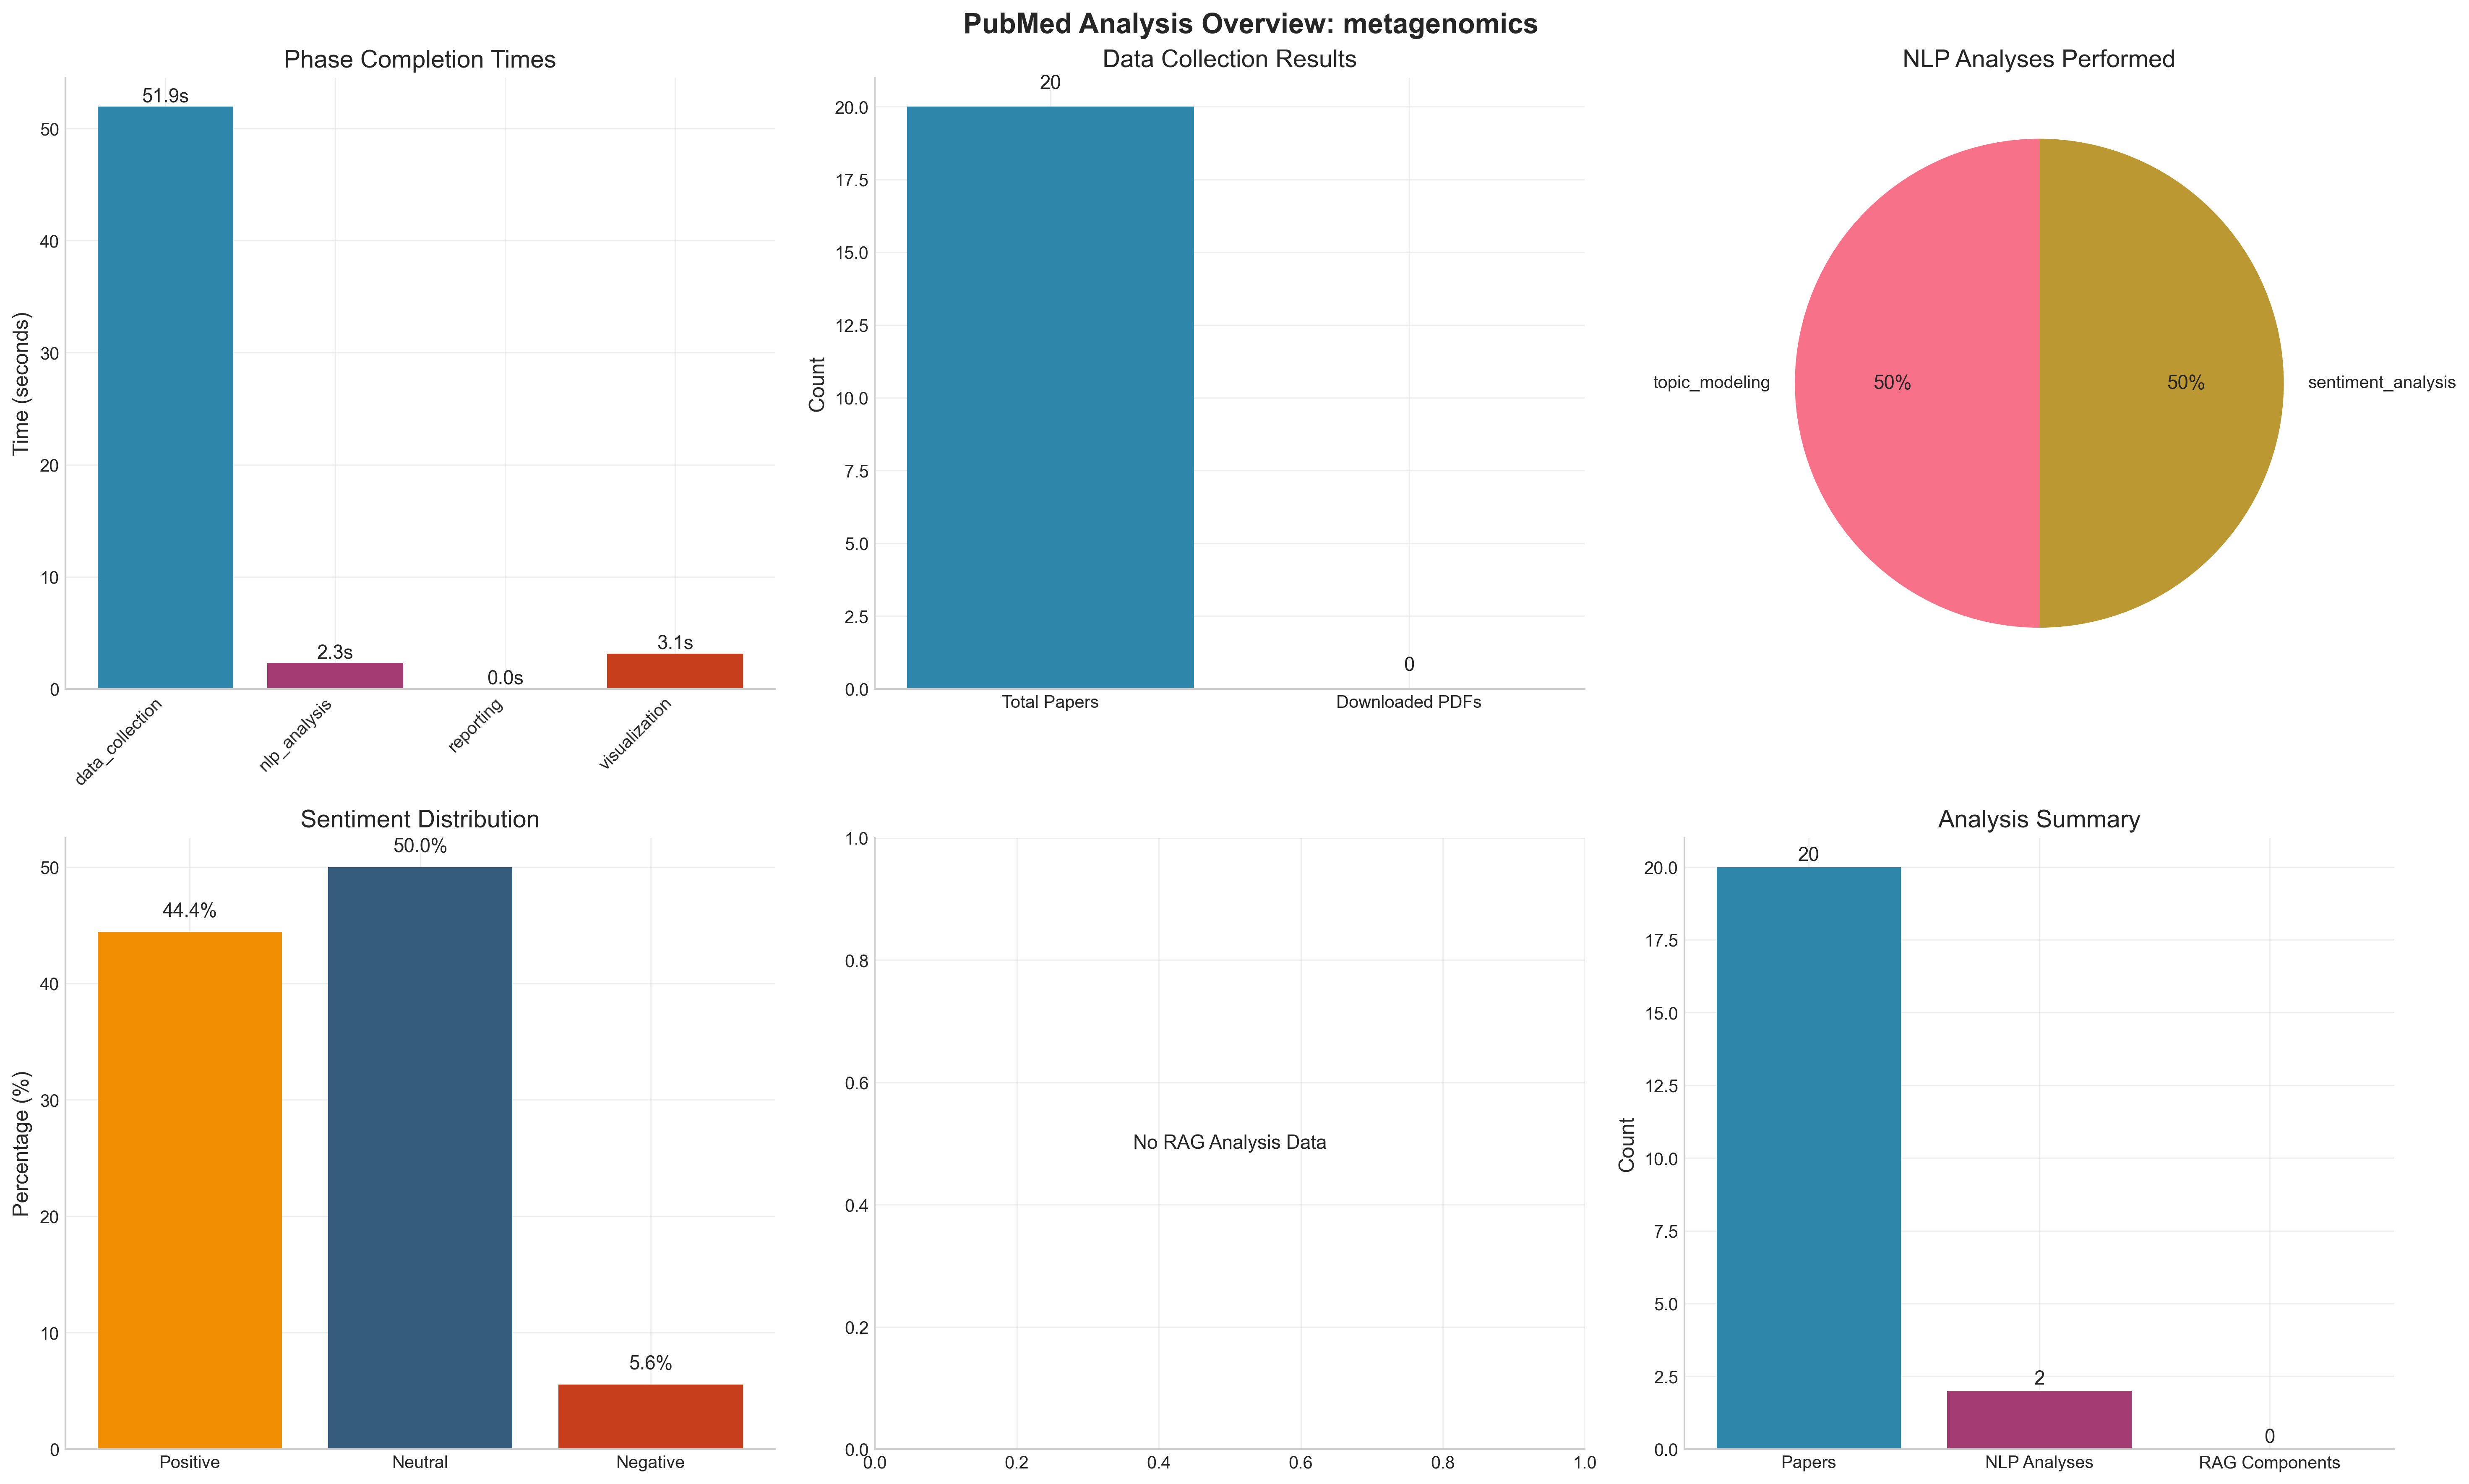 PubMed Analysis Overview: metagenomics
Phase Completion Times
Time (seconds)
50
40
30
20
10
0
51.9s
2.3s
0.0s
3.1s
data_collection
nlp_analysis
reporting
visualization
Data Collection Results
Count
20.0
17.5
15.0
12.5
10.0
7.5
5.0
2.5
0.0
20
0
Total Papers
Downloaded PDFs
NLP Analyses Performed
topic_modeling
50%
50%
sentiment_analysis
Sentiment Distribution
Percentage (%)
50
40
30
20
10
0
44.4%
50.0%
5.6%
Positive
Neutral
Negative
1.0
0.8
0.6
0.4
0.2
0.0
No RAG Analysis Data
0.0
0.2
0.4
0.6
0.8
1.0
Analysis Summary
Count
20.0
17.5
15.0
12.5
10.0
7.5
5.0
2.5
0.0
20
2
0
Papers
NLP Analyses
RAG Components